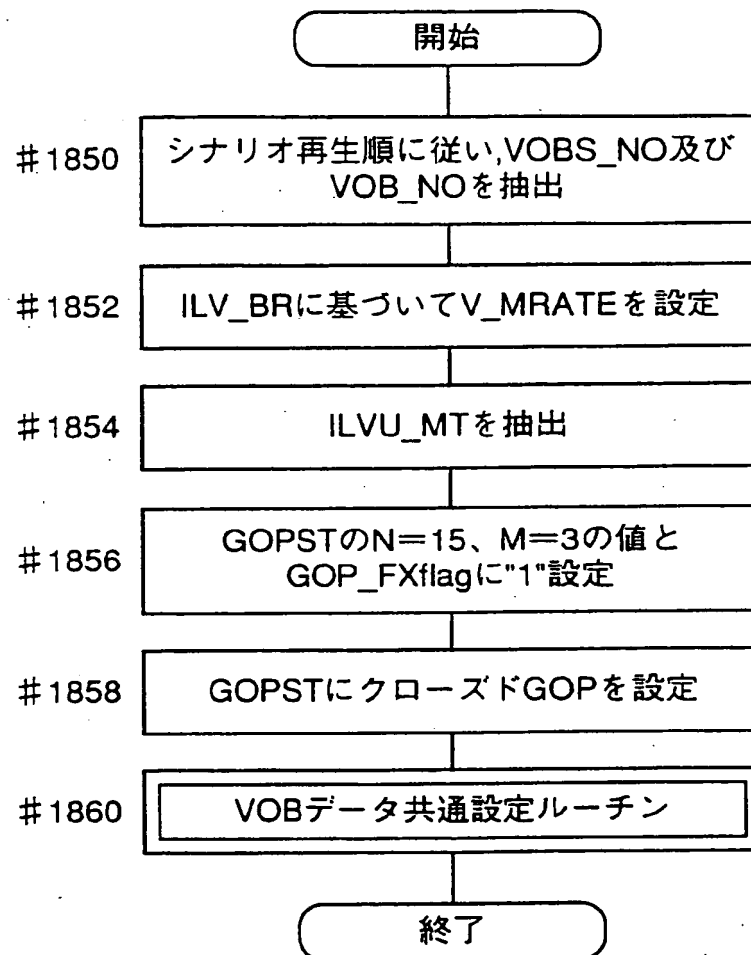 開始
#1850
シナリオ再生順に従い,VOBS_NO及び
VOB_NOを抽出
#1852
ILV_BRに基づいてV_MRATEを設定
#1854
ILVU_MTを抽出
#1856
GOPSTのN=15、M=3の値と
GOP_FXflagに"1"設定
#1858
GOPSTにクローズドGOPを設定
#1860
VOBデータ共通設定ルーチン
終了